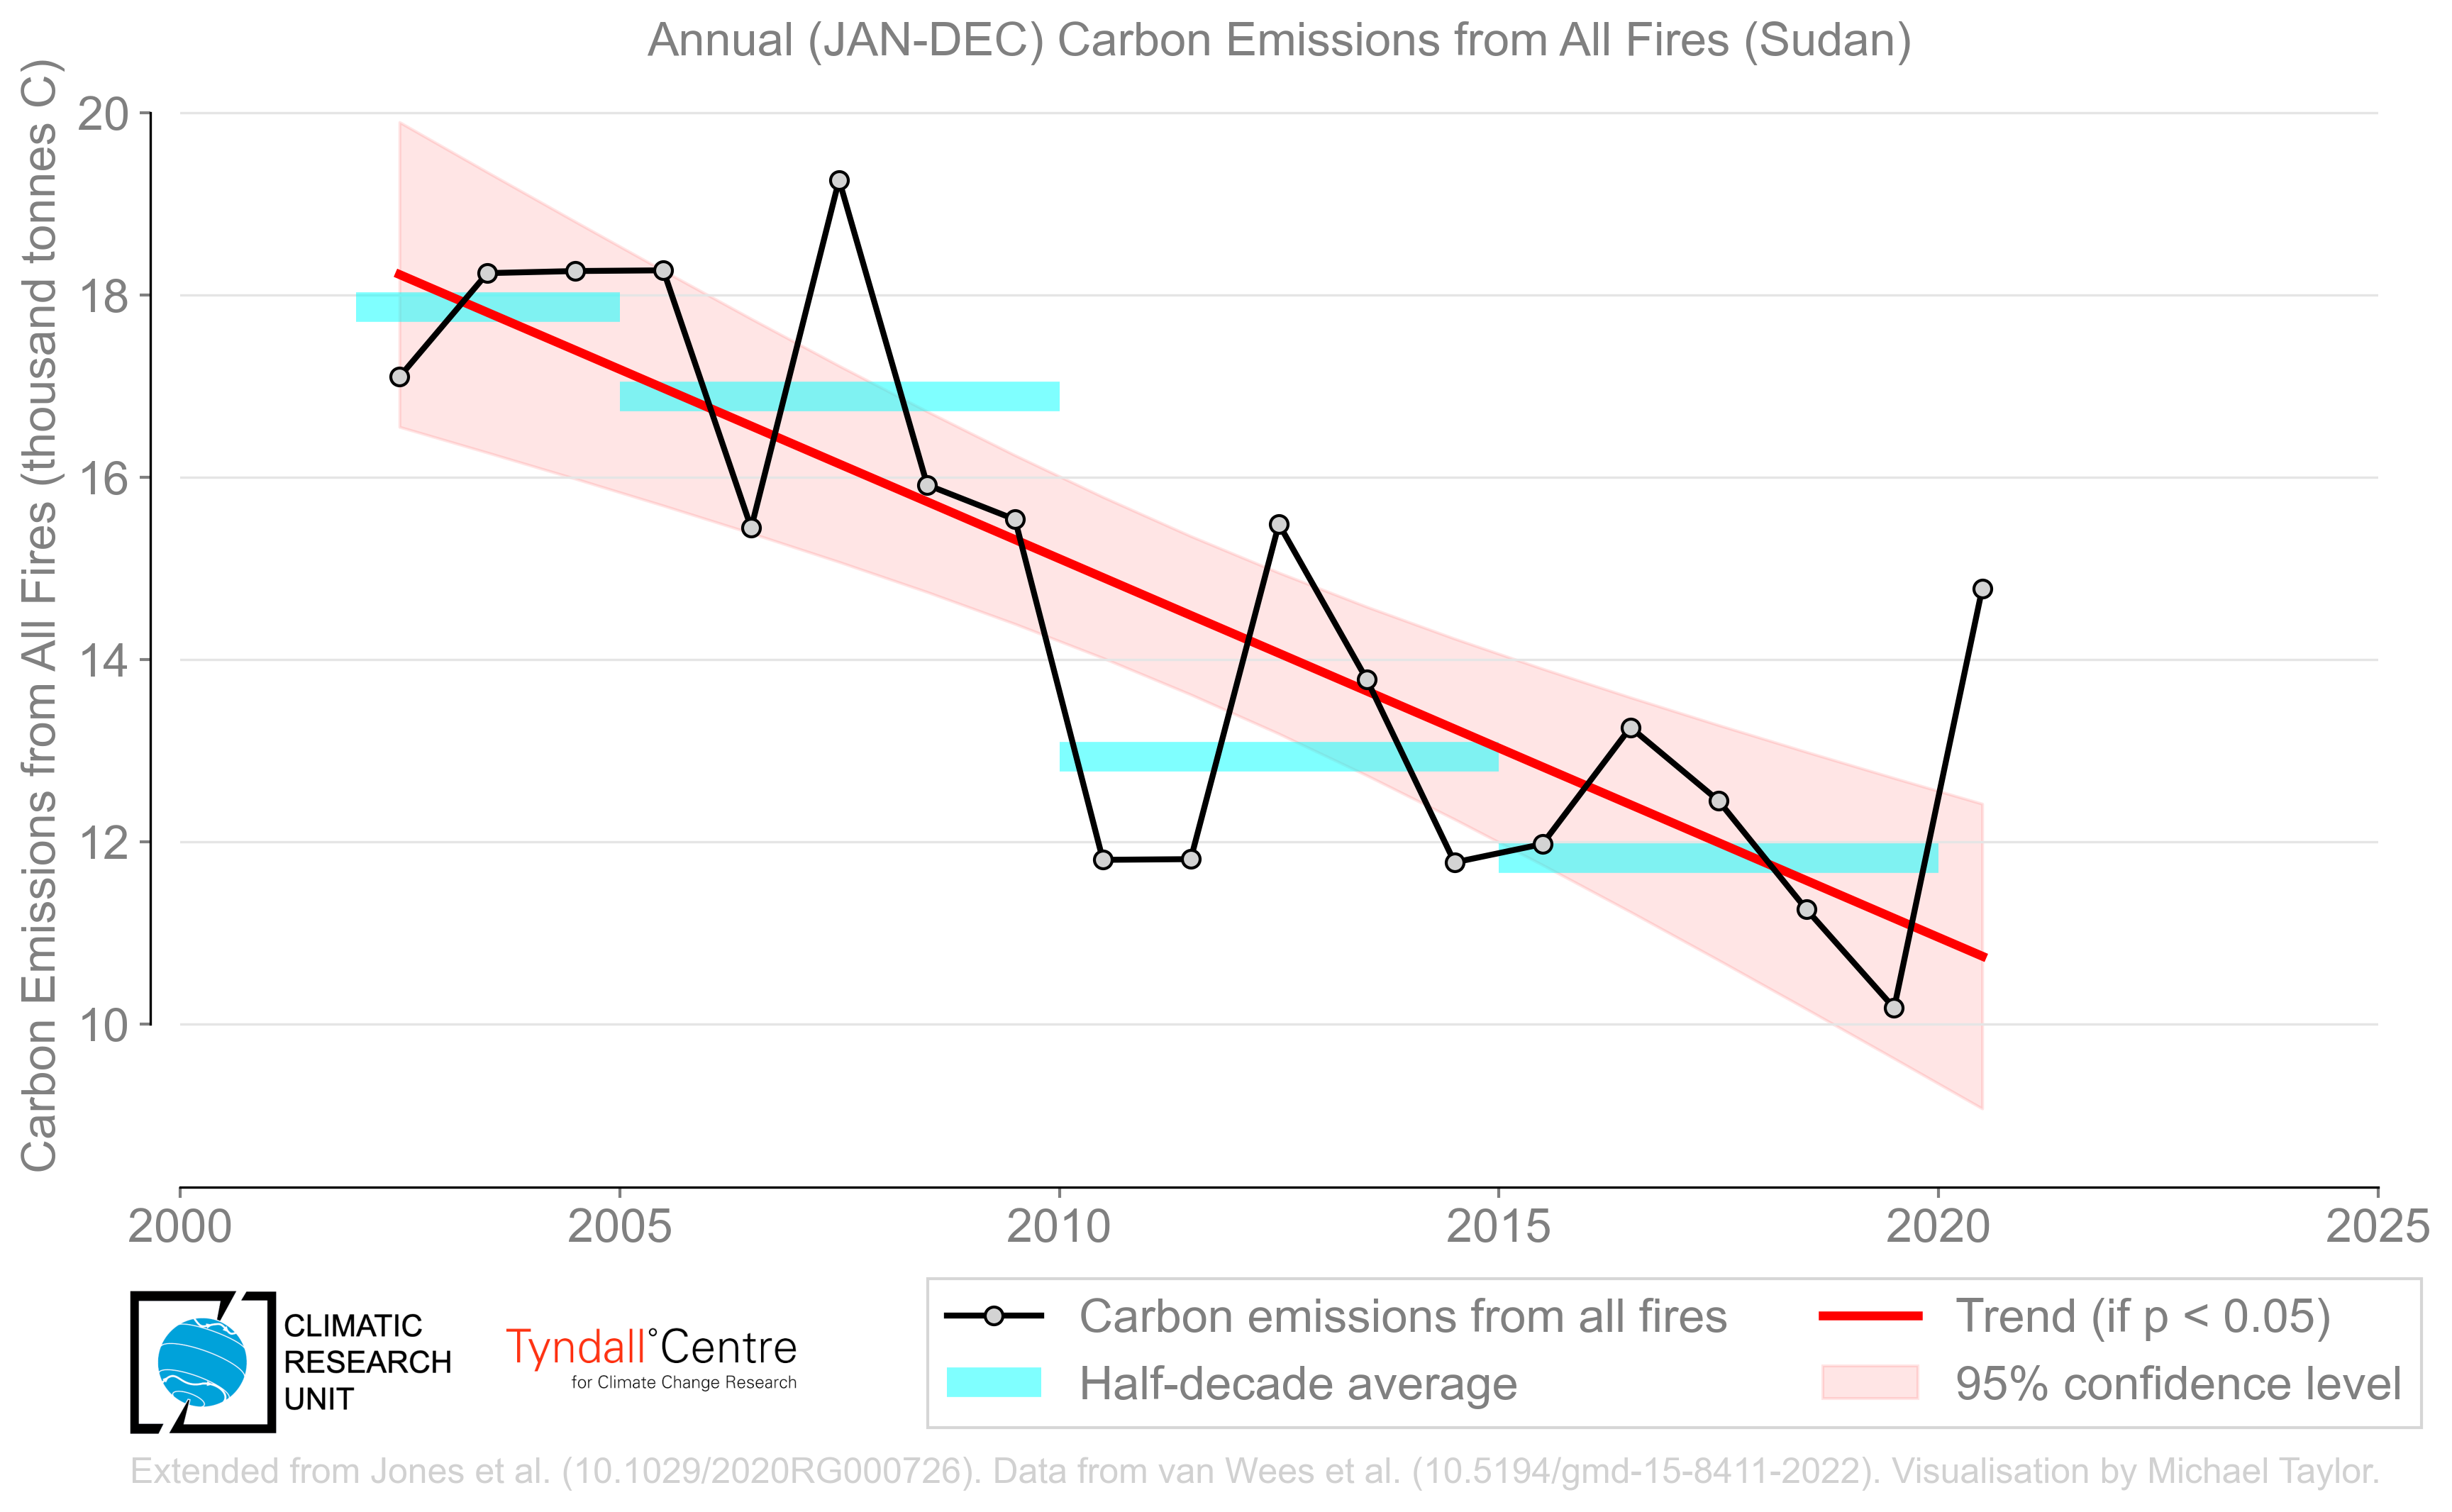 Annual (JAN-DEC) Carbon Emissions from All Fires (Sudan)
Carbon Emissions from All Fires (thousand tonnes C)
20
18
16
14
12
10
2000 2005 2010 2015 2020 2025
Carbon emissions from all fires
Trend (if p < 0.05)
Half-decade average
95% confidence level
CLIMATIC
RESEARCH
UNIT
Tyndall°Centre
for Climate Change Research
Extended from Jones et al. (10.1029/2020RG000726). Data from van Wees et al. (10.5194/gmd-15-8411-2022). Visualisation by Michael Taylor.